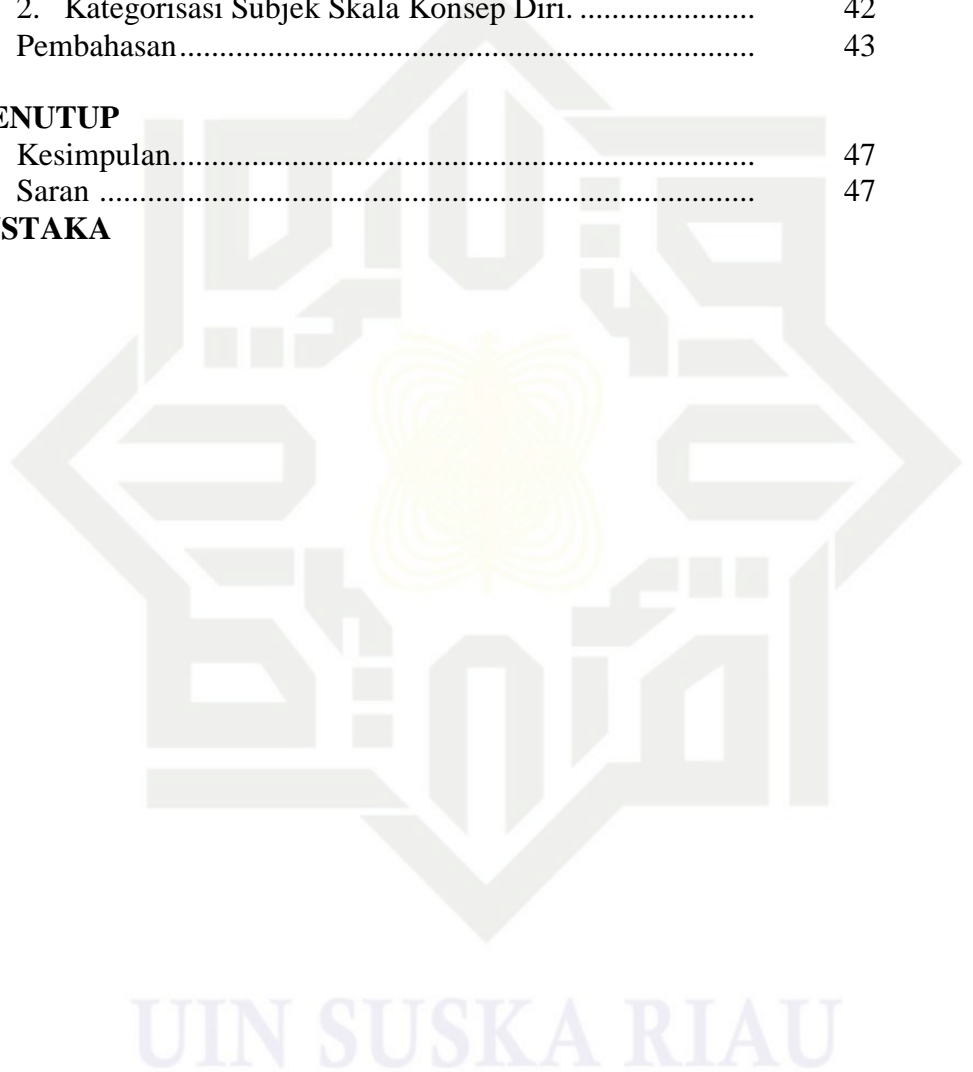 2. Kategorisasi Subjek Skala Konsep Diri. ...................... 42
Pembahasan........................................................................ 43
ENUTUP
Kesimpulan......................................................................... 47
Saran .................................................................................. 47
STAKA
UIN SUSKA RIAU